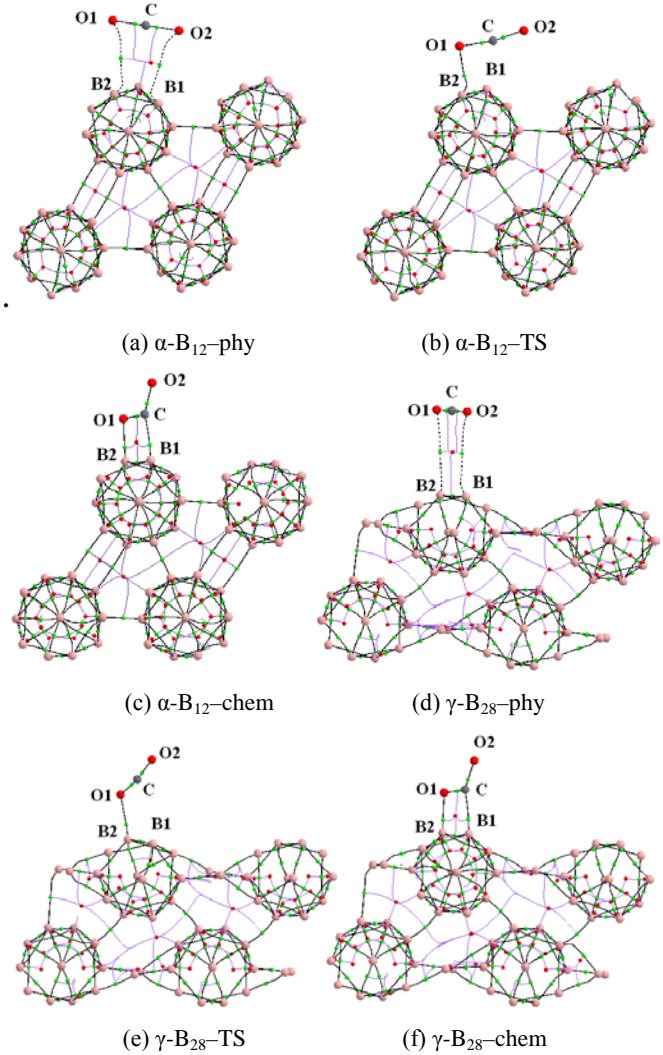 O1 C O2
B2 B1
O1 C O2
B2 B1
.
(a) α-B₁₂–phy (b) α-B₁₂–TS
O2
O1 C
B2 B1
O1 C O2
B2 B1
(c) α-B₁₂–chem (d) γ-B₂₈–phy
O2
O1 C
B2 B1
O2
O1 C
B2 B1
(e) γ-B₂₈–TS (f) γ-B₂₈–chem